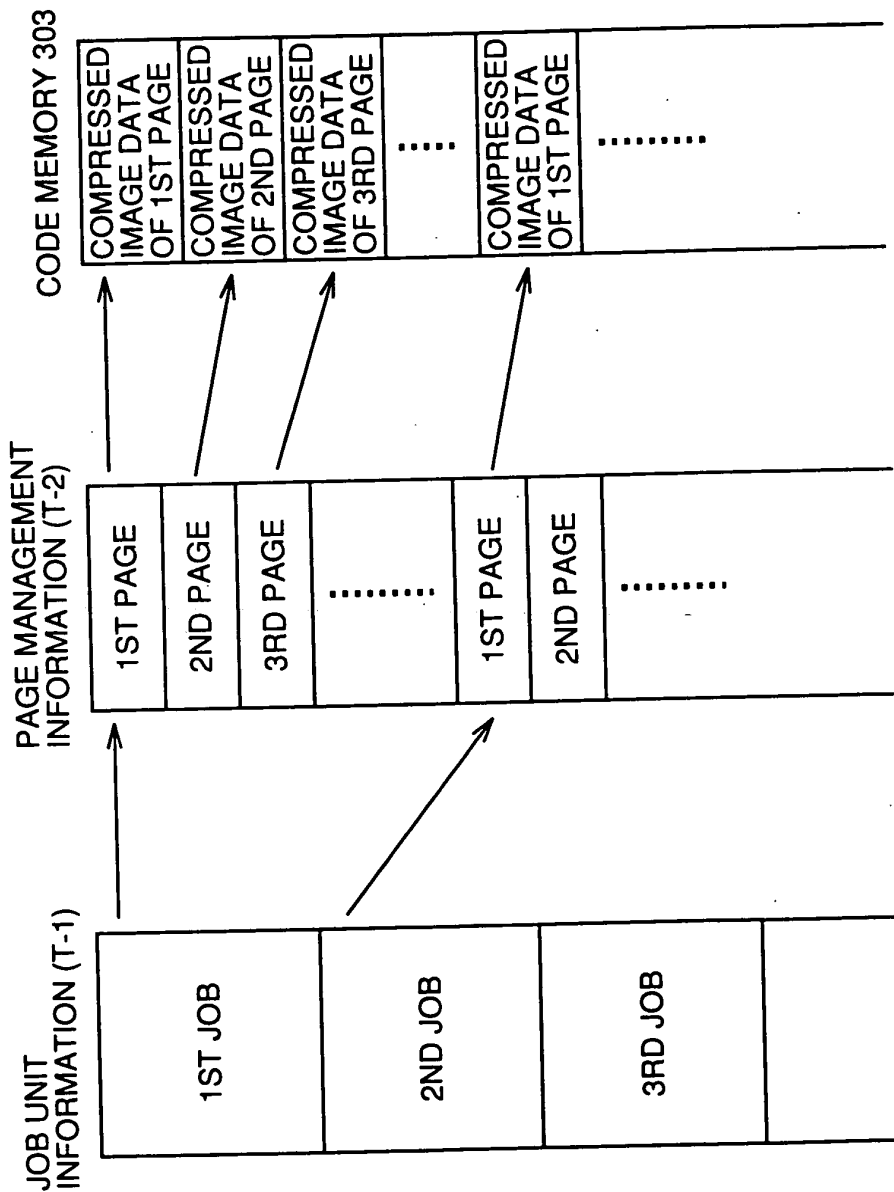 JOB UNIT
INFORMATION (T-1)
1ST JOB
2ND JOB
3RD JOB
PAGE MANAGEMENT
INFORMATION (T-2)
1ST PAGE
2ND PAGE
3RD PAGE
1ST PAGE
2ND PAGE
CODE MEMORY 303
COMPRESSED
IMAGE DATA
OF 1ST PAGE
COMPRESSED
IMAGE DATA
OF 2ND PAGE
COMPRESSED
IMAGE DATA
OF 3RD PAGE
COMPRESSED
IMAGE DATA
OF 1ST PAGE